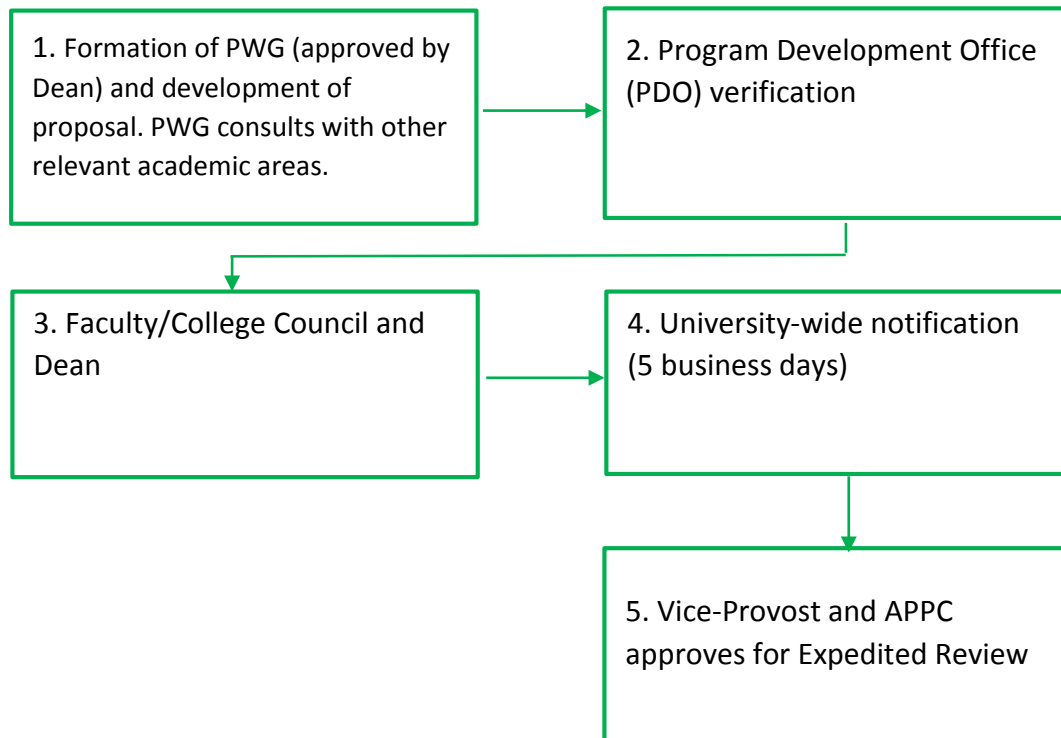 1. Formation of PWG (approved by
Dean) and development of
proposal. PWG consults with other
relevant academic areas.
2. Program Development Office
(PDO) verification
3. Faculty/College Council and
Dean
4. University-wide notification
(5 business days)
5. Vice-Provost and APPC
approves for Expedited Review